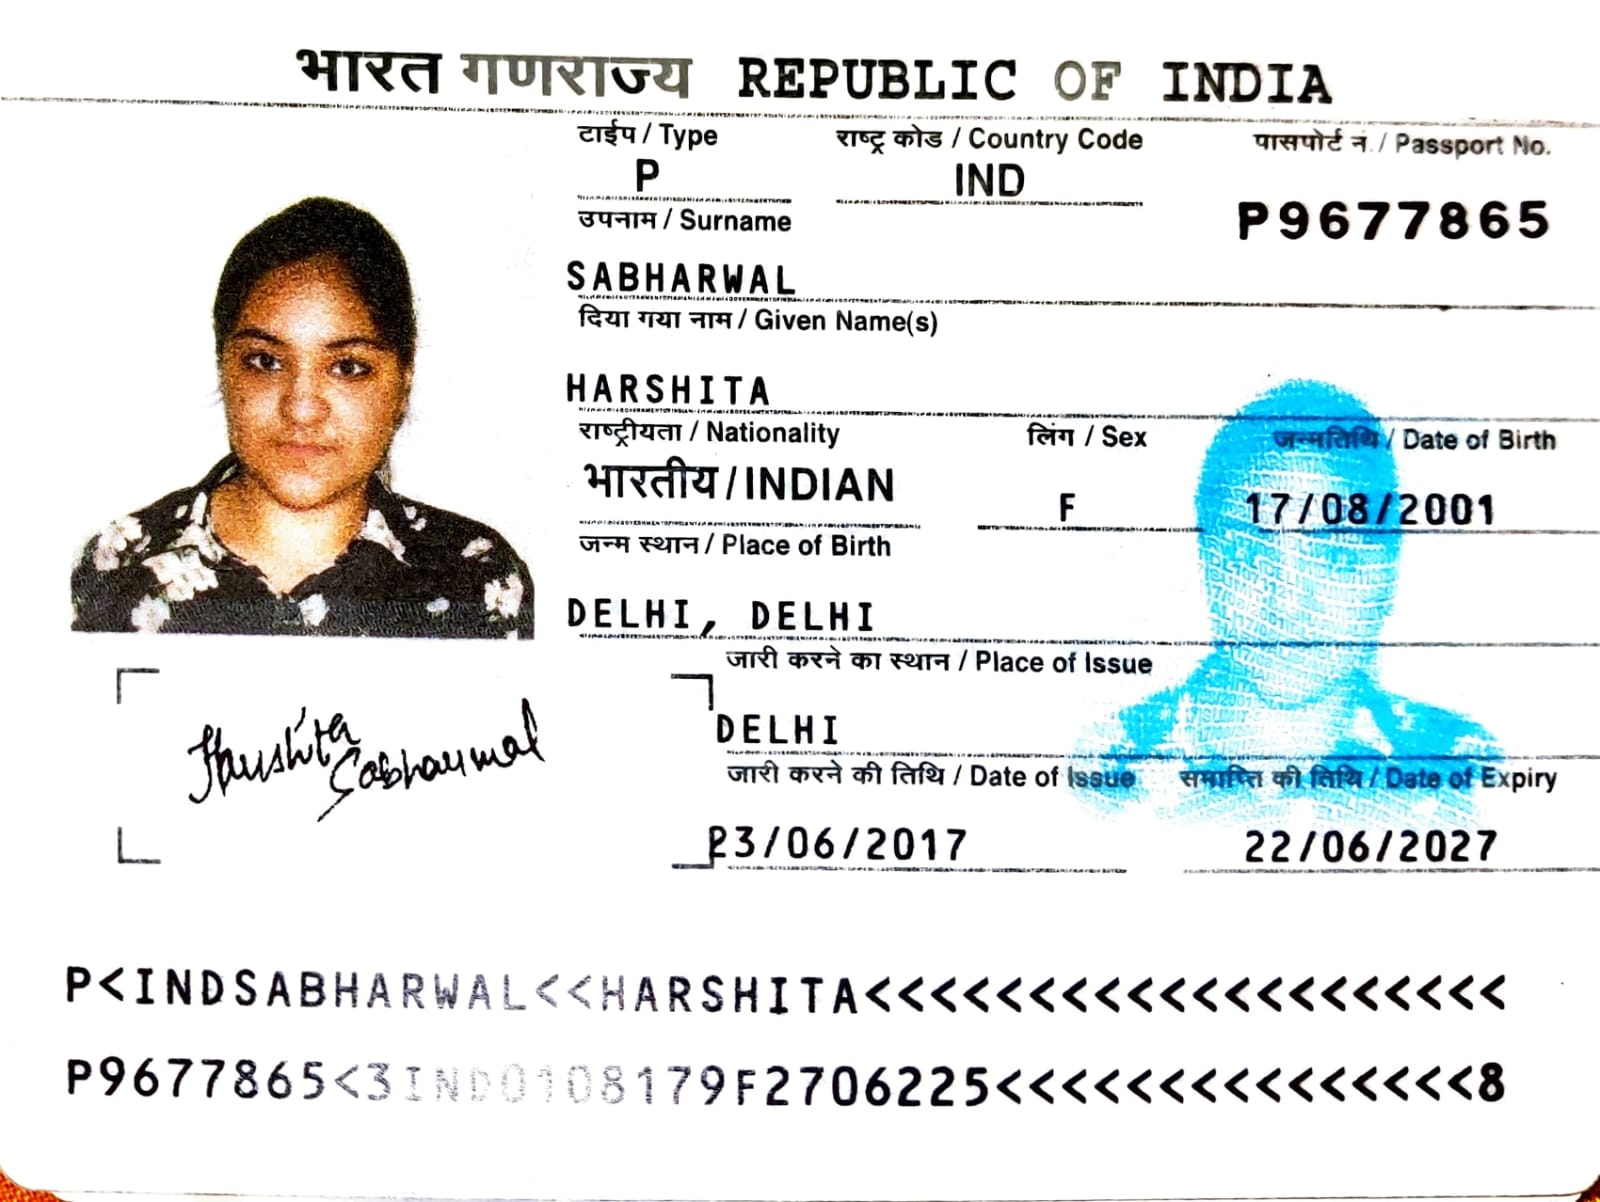 भारत गणराज्य REPUBLIC OF INDIA
टाईप / Type राष्ट्र कोड / Country Code पासपोर्ट नं. / Passport No.
P IND P9677865
उपनाम / Surname
SABHARWAL
दिया गया नाम / Given Name(s)
HARSHITA
राष्ट्रीयता / Nationality लिंग / Sex जन्मतिथि / Date of Birth
भारतीय / INDIAN F 17/08/2001
जन्म स्थान / Place of Birth
DELHI, DELHI
जारी करने का स्थान / Place of Issue
DELHI
Harshita
Sabharwal
जारी करने की तिथि / Date of Issue समाप्ति की तिथि / Date of Expiry
23/06/2017 22/06/2027
P<INDSABHARWAL<<HARSHITA<<<<<<<<<<<<<<<<<<<<
P9677865<3IND0108179F2706225<<<<<<<<<<<<<<<8